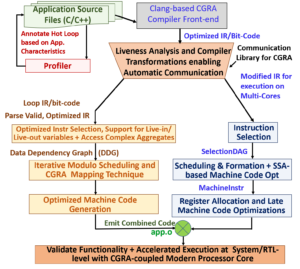 Application Source
Files (C/C++)
Clang-based CGRA
Compiler Front-end
Annotate Hot Loop
based on App.
Characteristics
Optimized IR/Bit-Code
Profiler
Liveness Analysis and Compiler
Transformations enabling
Automatic Communication
Communication
Library for CGRA
Modified IR for
execution on
Multi-Cores
Loop IR/bit-code
Parse Valid, Optimized IR
Optimized Instr Selection, Support for Live-in/
Live-out variables + Access Complex Aggregates
Instruction
Selection
Data Dependency Graph (DDG)
SelectionDAG
Iterative Modulo Scheduling and
CGRA Mapping Technique
Scheduling & Formation + SSA-
based Machine Code Opt
MachineInstr
Optimized Machine Code
Generation
Register Allocation and Late
Machine Code Optimizations
Emit Combined Code
app.o
Validate Functionality + Accelerated Execution at System/RTL-
level with CGRA-coupled Modern Processor Core